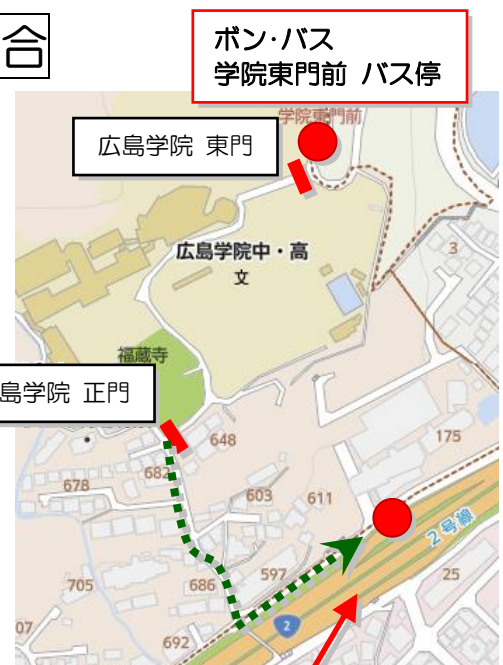 合
ボン・バス
学院東門前 バス停
学院東門前
広島学院 東門
3
広島学院中・高
文
福蔵寺
島学院 正門
648
175
682
678
603
611
2号線
705
686
597
25
07
2
692